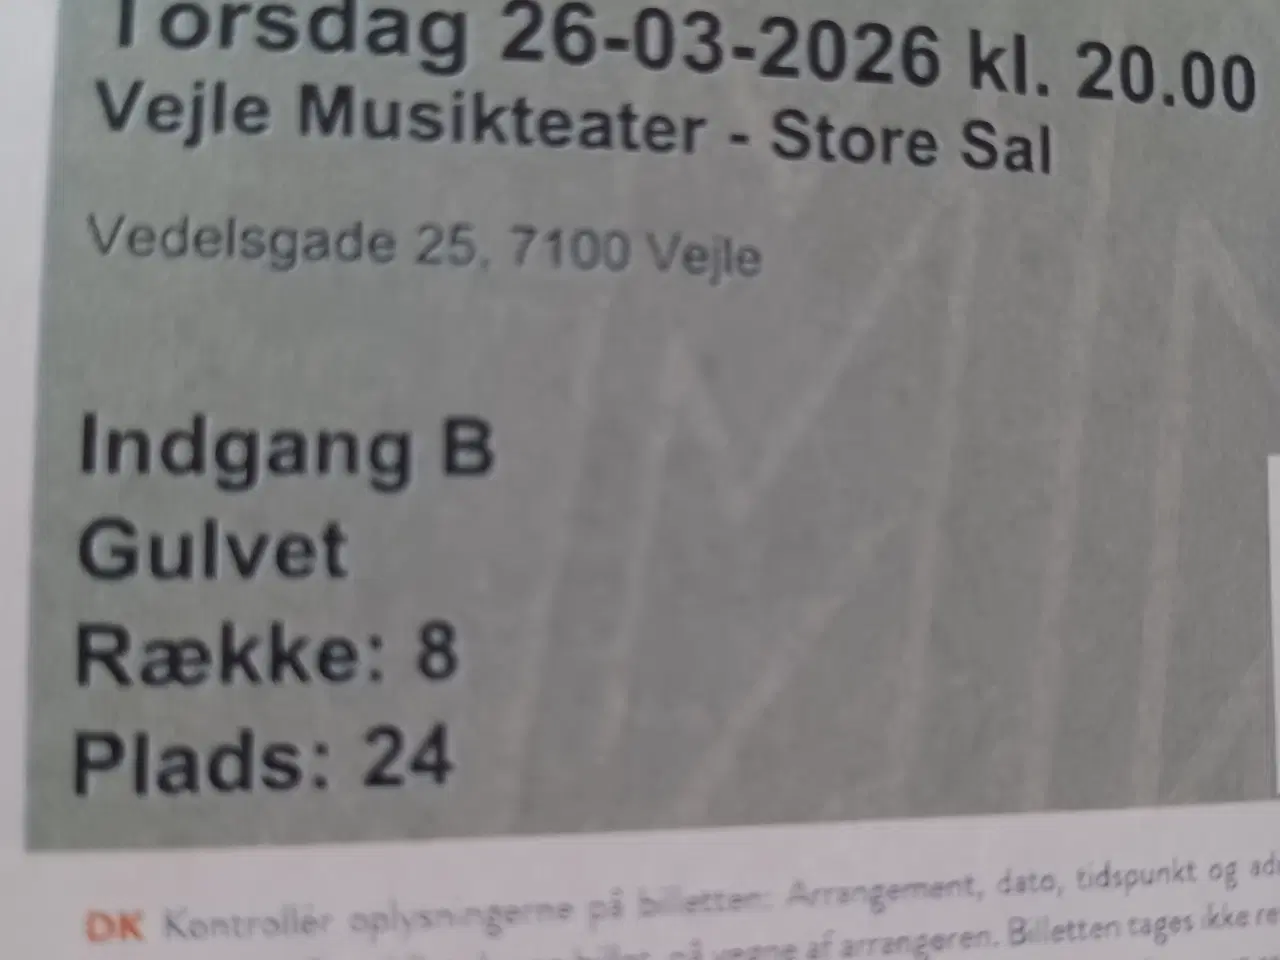 Torsdag 26-03-2026 kl. 20.00
Vejle Musikteater - Store Sal
Vedelsgade 25, 7100 Vejle
Indgang B
Gulvet
Række: 8
Plads: 24
DK Kontrollér oplysningerne på billetten: Arrangement, dato, tidspunkt og
på vegne af arrangøren. Billetten tages ikke